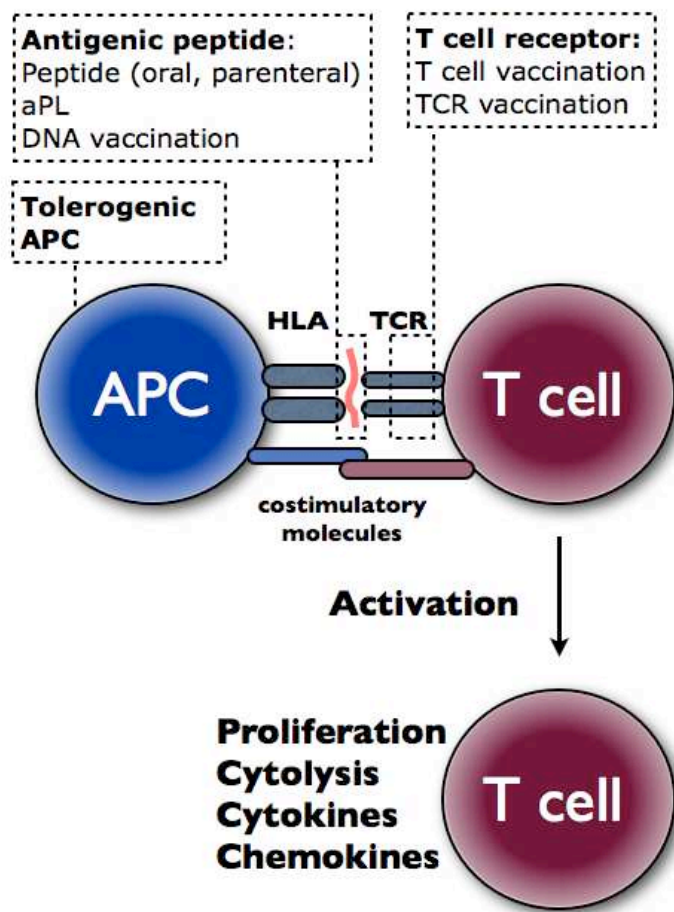 Antigenic peptide:
Peptide (oral, parenteral)
aPL
DNA vaccination
T cell receptor:
T cell vaccination
TCR vaccination
Tolerogenic
APC
HLA
TCR
APC
T cell
costimulatory
molecules
Activation
Proliferation
Cytolysis
Cytokines
Chemokines
T cell